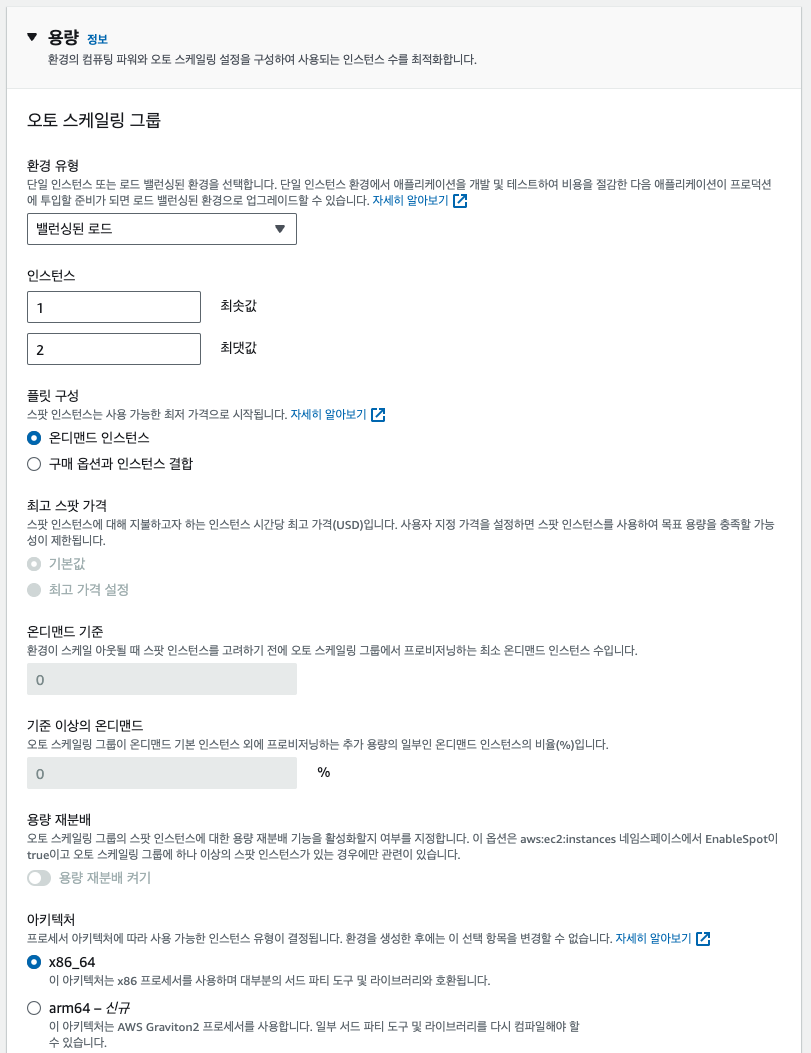 용량 정보
환경의 컴퓨팅 파워와 오토 스케일링 설정을 구성하여 사용되는 인스턴스 수를 최적화합니다.
오토 스케일링 그룹
환경 유형
단일 인스턴스 또는 로드 밸런싱된 환경을 선택합니다. 단일 인스턴스 환경에서 애플리케이션을 개발 및 테스트하여 비용을 절감한 다음 애플리케이션이 프로덕션
에 투입할 준비가 되면 로드 밸런싱된 환경으로 업그레이드할 수 있습니다. 자세히 알아보기
밸런싱된 로드
인스턴스
1 최솟값
2 최댓값
플릿 구성
스팟 인스턴스는 사용 가능한 최저 가격으로 시작됩니다. 자세히 알아보기
온디맨드 인스턴스
구매 옵션과 인스턴스 결합
최고 스팟 가격
스팟 인스턴스에 대해 지불하고자 하는 인스턴스 시간당 최고 가격(USD)입니다. 사용자 지정 가격을 설정하면 스팟 인스턴스를 사용하여 목표 용량을 충족할 가능
성이 제한됩니다.
기본값
최고 가격 설정
온디맨드 기준
환경이 스케일 아웃될 때 스팟 인스턴스를 고려하기 전에 오토 스케일링 그룹에서 프로비저닝하는 최소 온디맨드 인스턴스 수입니다.
0
기준 이상의 온디맨드
오토 스케일링 그룹이 온디맨드 기본 인스턴스 외에 프로비저닝하는 추가 용량의 일부인 온디맨드 인스턴스의 비율(%)입니다.
0 %
용량 재분배
오토 스케일링 그룹의 스팟 인스턴스에 대한 용량 재분배 기능을 활성화할지 여부를 지정합니다. 이 옵션은 aws:ec2:instances 네임스페이스에서 EnableSpot이
true이고 오토 스케일링 그룹에 하나 이상의 스팟 인스턴스가 있는 경우에만 관련이 있습니다.
용량 재분배 켜기
아키텍처
프로세서 아키텍처에 따라 사용 가능한 인스턴스 유형이 결정됩니다. 환경을 생성한 후에는 이 선택 항목을 변경할 수 없습니다. 자세히 알아보기
x86_64
이 아키텍처는 x86 프로세서를 사용하며 대부분의 서드 파티 도구 및 라이브러리와 호환됩니다.
arm64 – 신규
이 아키텍처는 AWS Graviton2 프로세서를 사용합니다. 일부 서드 파티 도구 및 라이브러리를 다시 컴파일해야 할
수 있습니다.